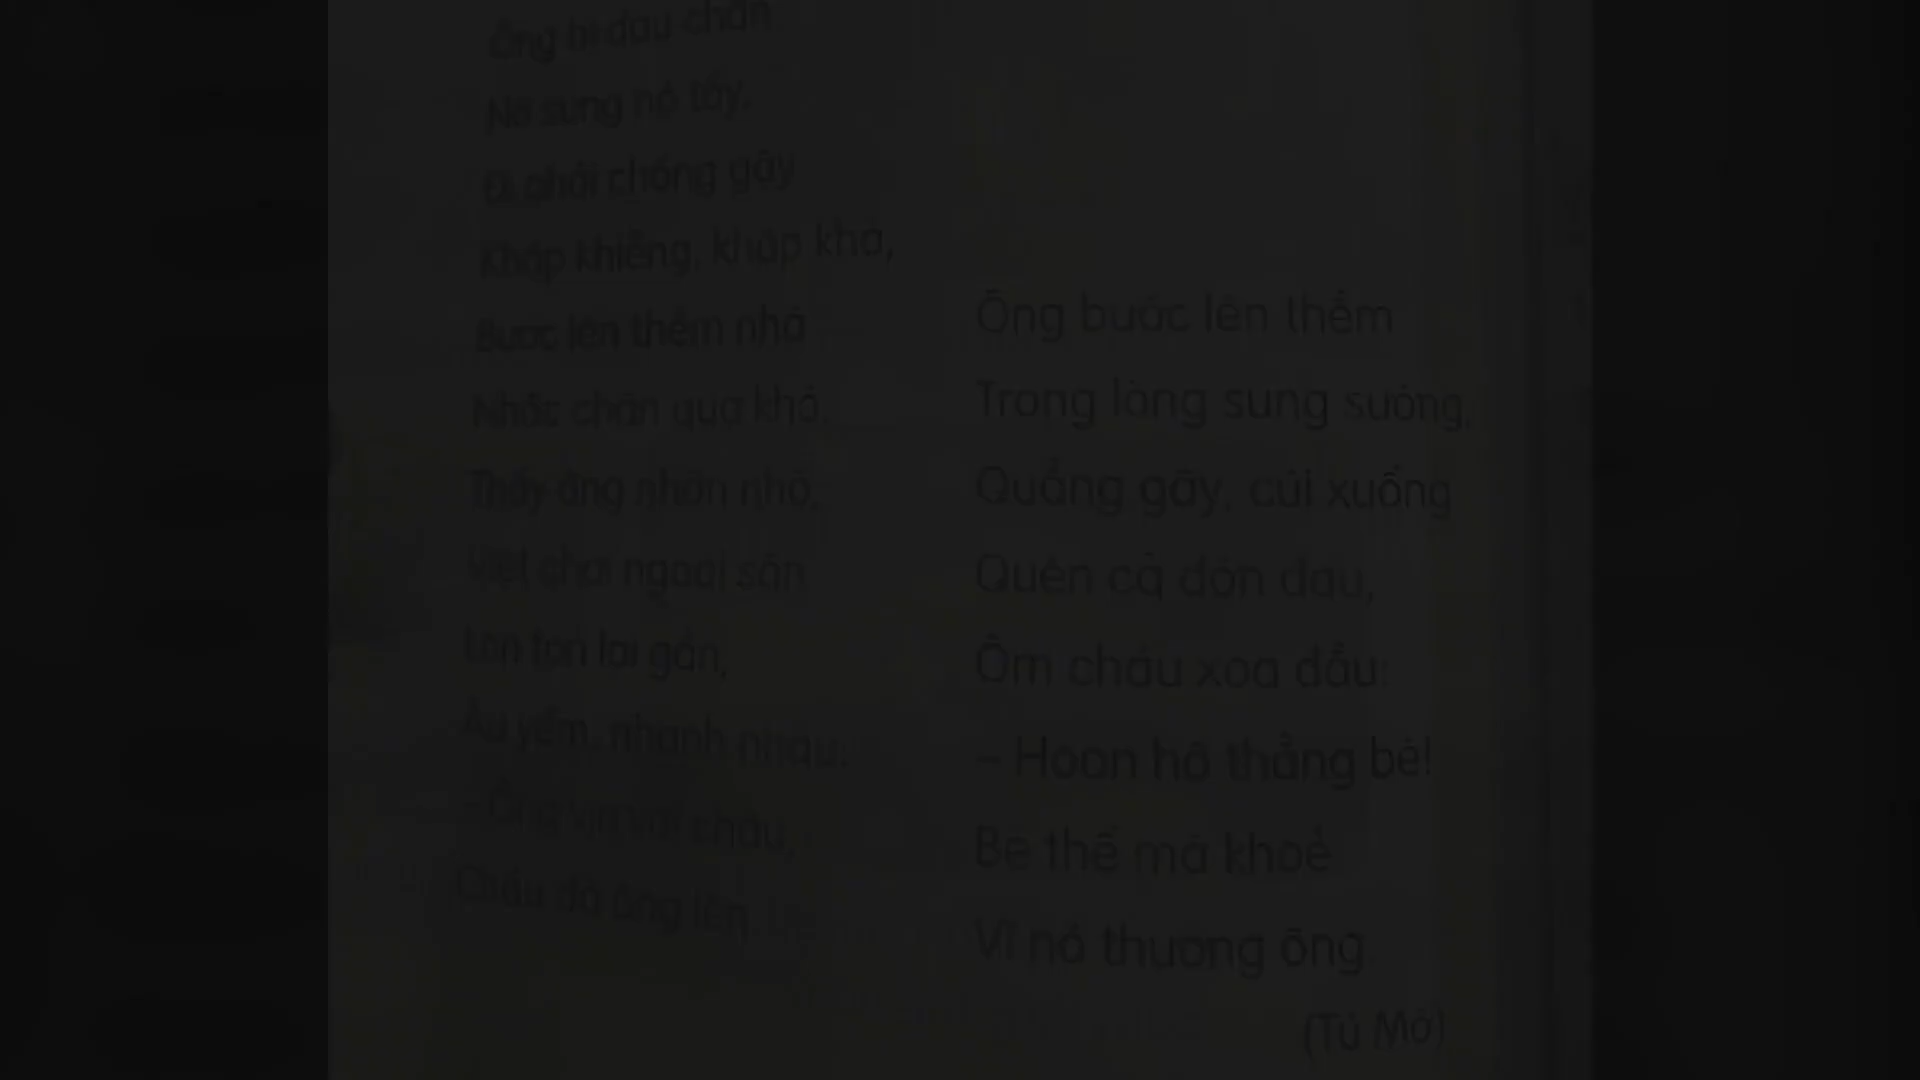 Ông bị đau chân
Nó sưng nó tấy,
Đi phải chống gậy
Khập khiễng, khập khà,
Bước lên thềm nhà
Nhấc chân quá khó.
Thấy ông nhăn nhó,
Việt chơi ngoài sân
Lon ton lại gần,
Âu yếm, nhanh nhảu:
– Ông vịn vai cháu,
Cháu đỡ ông lên.
Ông bước lên thềm
Trong lòng sung sướng,
Quẳng gậy, cúi xuống
Quên cả đớn đau,
Ôm cháu xoa đầu:
– Hoan hô thằng bé!
Bé thế mà khoẻ
Vì nó thương ông.
(Tú Mỡ)